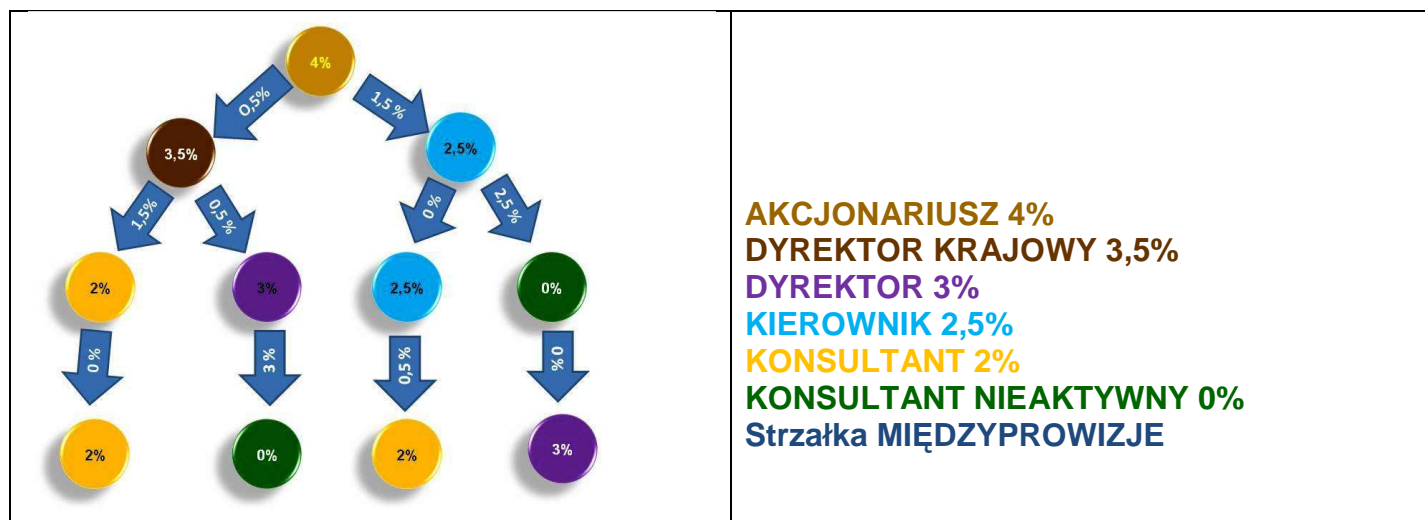 4%
O,5%
1,5 %
3,5%
2,5%
1,5%
0,5 %
0 %
2,5 %
2%
3%
2,5%
0%
0 %
3 %
0,5 %
0 %
2%
0%
2%
3%
AKCJONARIUSZ 4%
DYREKTOR KRAJOWY 3,5%
DYREKTOR 3%
KIEROWNIK 2,5%
KONSULTANT 2%
KONSULTANT NIEAKTYWNY 0%
Strzałka MIĘDZYPROWIZJE